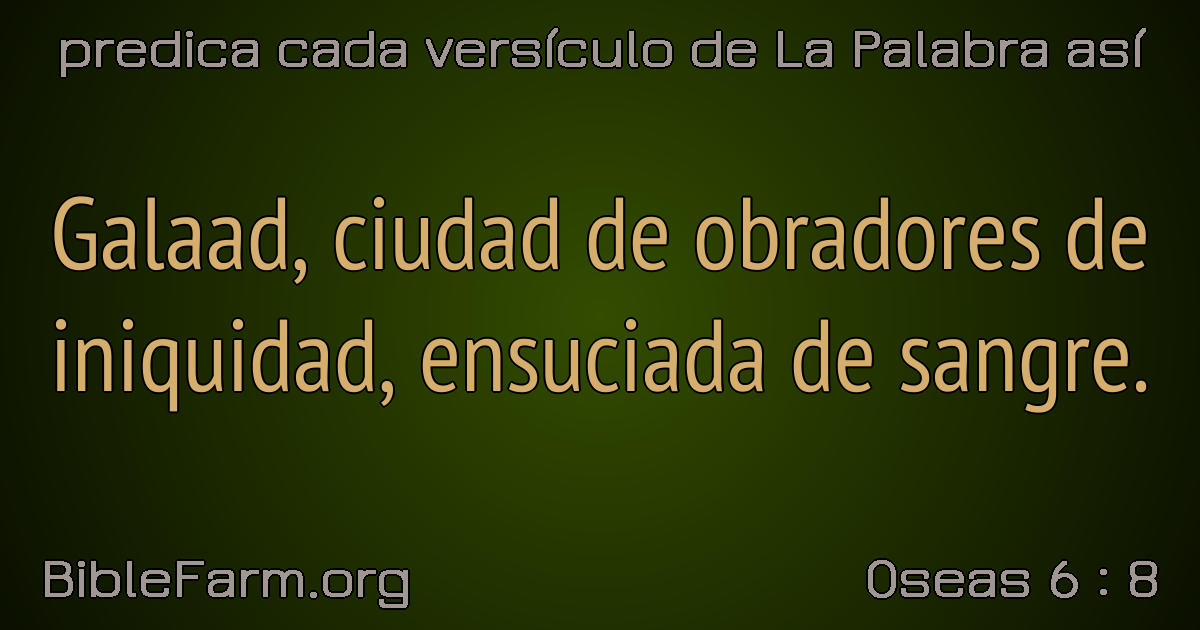 predica cada versículo de La Palabra así
Galaad, ciudad de obradores de
iniquidad, ensuciada de sangre.
BibleFarm.org
Oseas 6 : 8